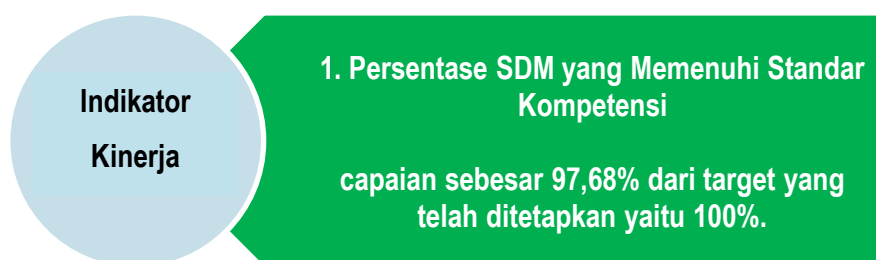 Indikator
Kinerja
1. Persentase SDM yang Memenuhi Standar
Kompetensi
capaian sebesar 97,68% dari target yang
telah ditetapkan yaitu 100%.